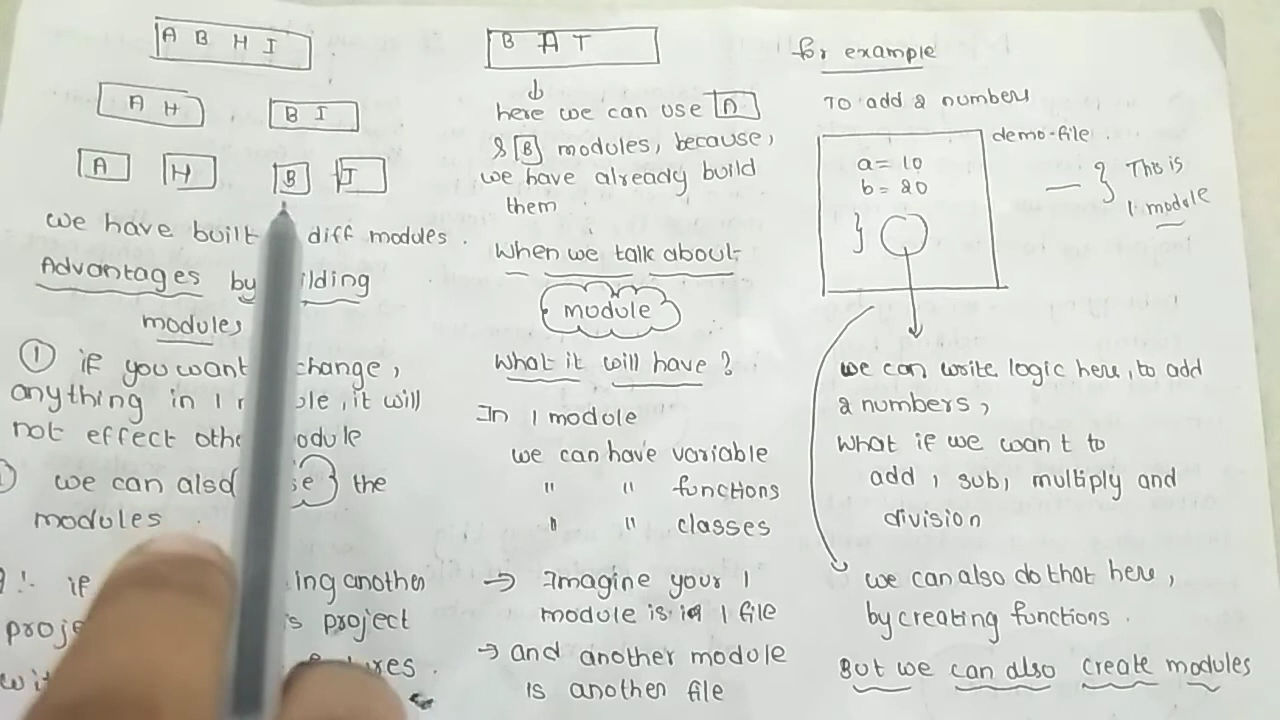 A B H I
A H
B I
A
H
B
I
we have built diff modules.
Advantages by ilding
modules
① if you want change,
anything in 1 , it will
not effect othe odule
we can also the
modules
if ing another
proje s project
B A T
here we can use A
& B modules, because,
we have already build
them
when we talk about
module
what it will have ?
In 1 module
we can have variable
" " functions
" " classes
→ Imagine your 1
module is in 1 file
→ and another module
is another file
for example
To add 2 numbers
demo-file
a = 10
b = 20
} This is
1 module
we can write logic here, to add
2 numbers,
what if we want to
add, sub, multiply and
division
we can also do that here,
by creating functions.
But we can also create modules